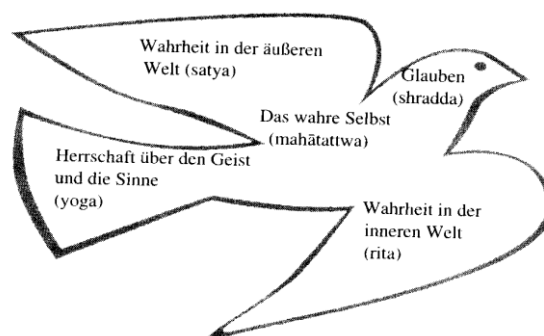 Wahrheit in der äußeren
Welt (satya)
Glauben
(shradda)
Das wahre Selbst
(mahātattwa)
Herrschaft über den Geist
und die Sinne
(yoga)
Wahrheit in der
inneren Welt
(rita)